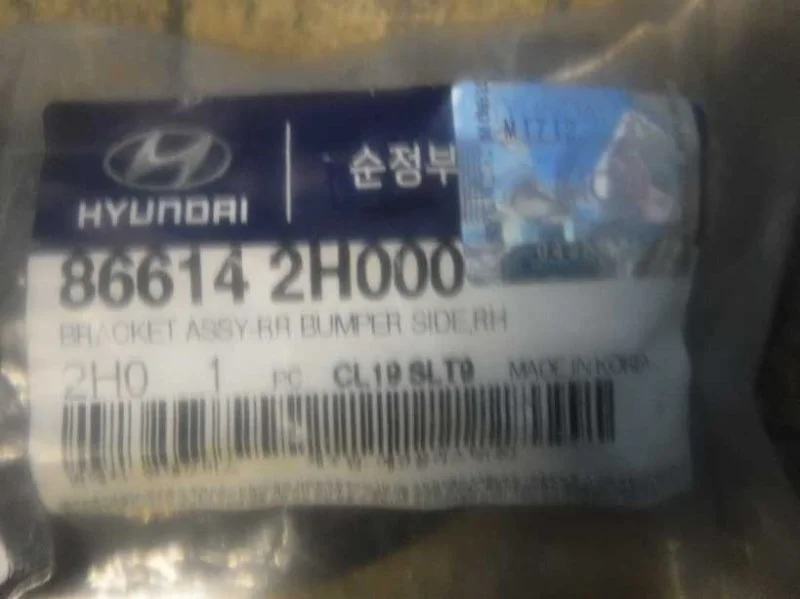 HYUNDAI
순정부
86614 2H000
BRACKET ASSY-RR BUMPER SIDE,RH
2H0 1 PC CL19 SLT9 MADE IN KOREA